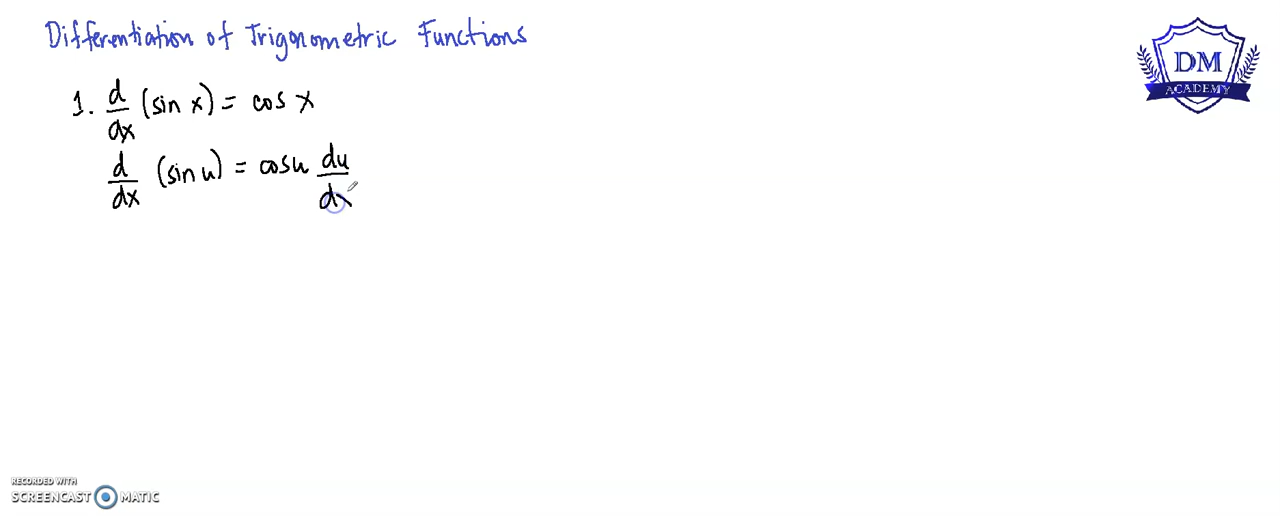 Differentiation of Trigonometric Functions
DM
ACADEMY
1. d/dx (sin x) = cos x
d/dx (sin u) = cos u du/dx
RECORDED WITH
SCREENCAST MATIC